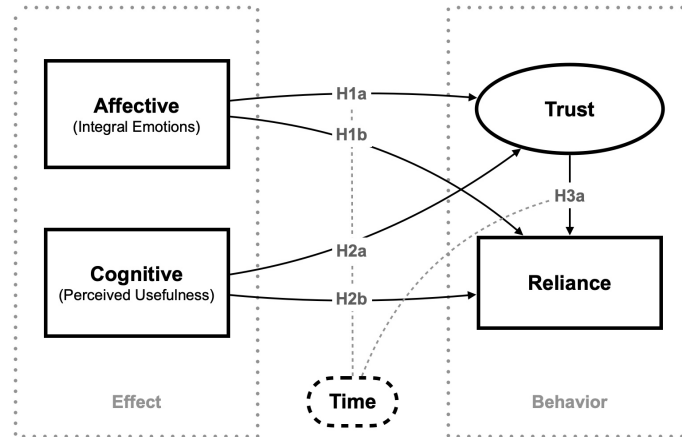 H1a
Affective
(Integral Emotions)
Trust
H1b
H3a
H2a
Cognitive
(Perceived Usefulness)
Reliance
H2b
Effect
Time
Behavior